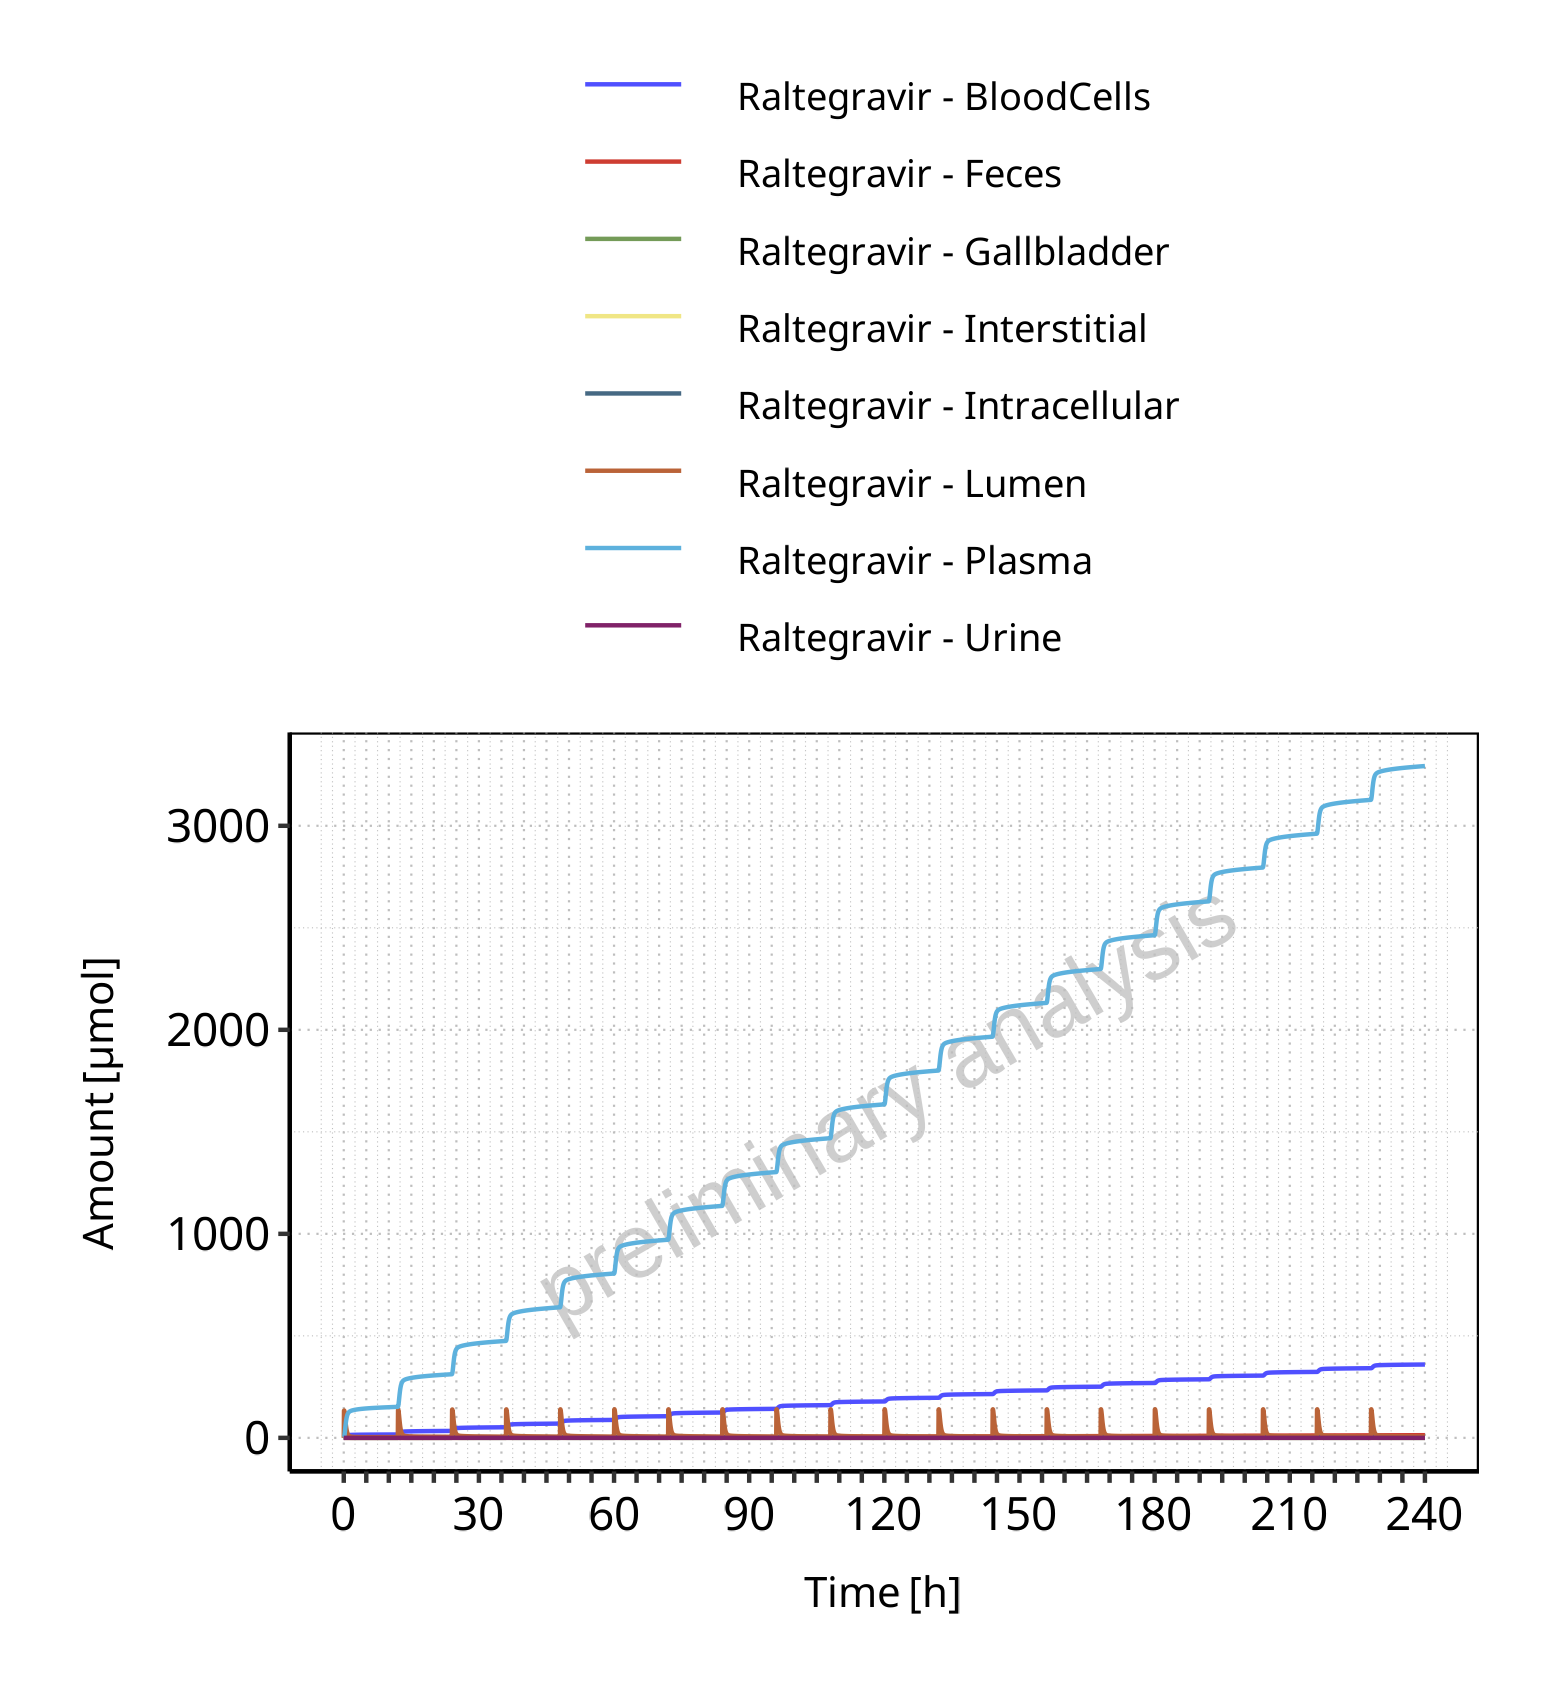 Raltegravir - BloodCells
Raltegravir - Feces
Raltegravir - Gallbladder
Raltegravir - Interstitial
Raltegravir - Intracellular
Raltegravir - Lumen
Raltegravir - Plasma
Raltegravir - Urine
3000
2000
1000
0
Amount [µmol]
preliminary analysis
0 30 60 90 120 150 180 210 240
Time [h]